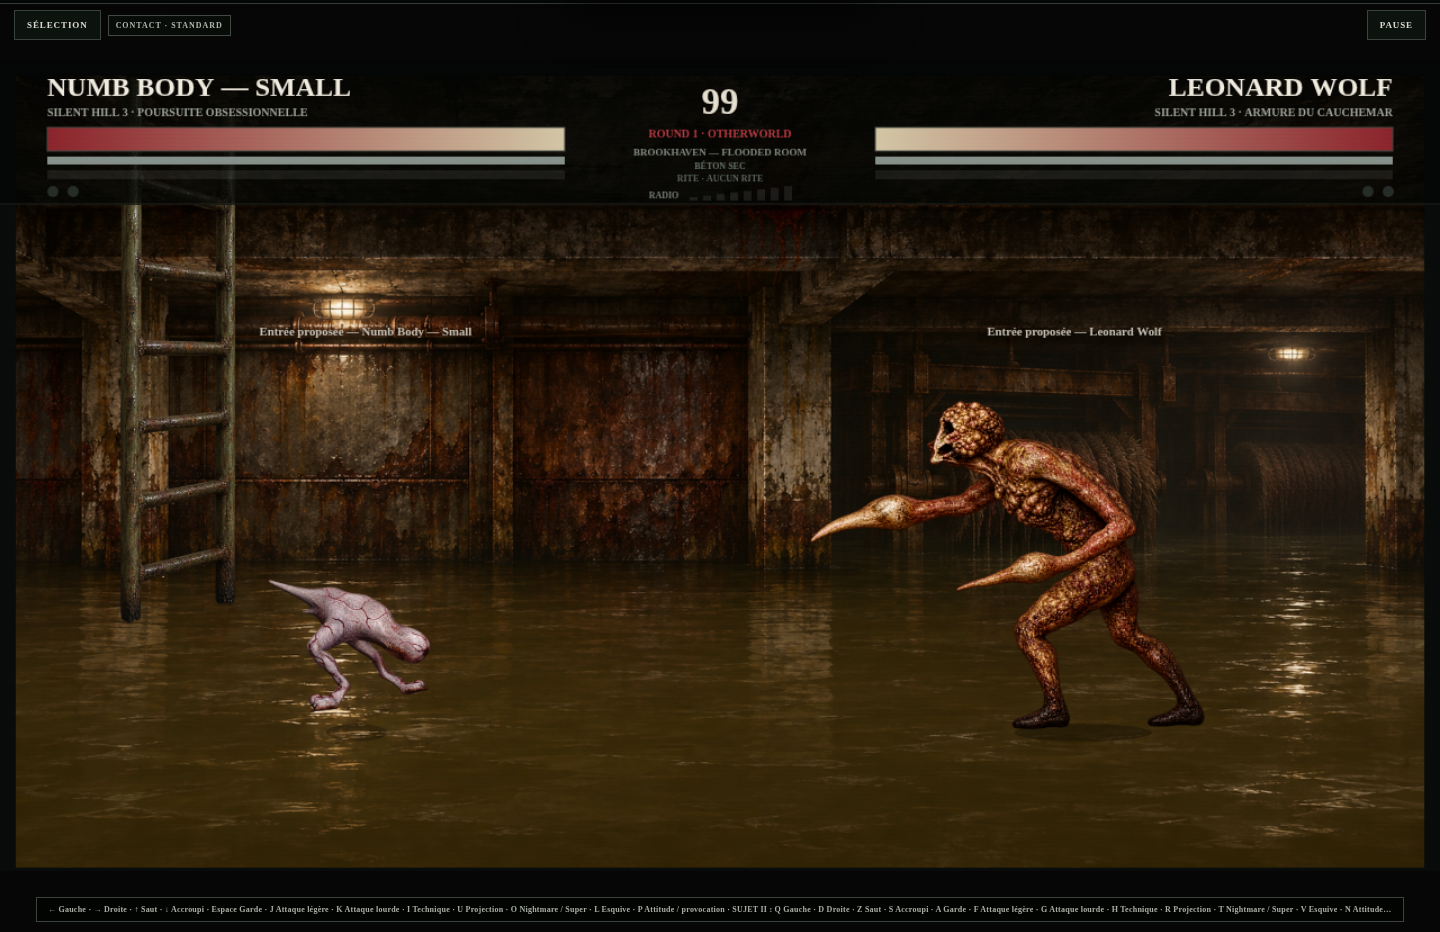 SÉLECTION
CONTACT - STANDARD
PAUSE
NUMB BODY — SMALL
SILENT HILL 3 · POURSUITE OBSESSIONNELLE
99
ROUND 1 · OTHERWORLD
BROOKHAVEN — FLOODED ROOM
BÉTON SEC
RITE · AUCUN RITE
RADIO
LEONARD WOLF
SILENT HILL 3 · ARMURE DU CAUCHEMAR
Entrée proposée — Numb Body — Small
Entrée proposée — Leonard Wolf
← Gauche · → Droite · ↑ Saut · ↓ Accroupi · Espace Garde · J Attaque légère · K Attaque lourde · I Technique · U Projection · O Nightmare / Super · L Esquive · P Attitude / provocation · SUJET II : Q Gauche · D Droite · Z Saut · S Accroupi · A Garde · F Attaque légère · G Attaque lourde · H Technique · R Projection · T Nightmare / Super · V Esquive · N Attitude…